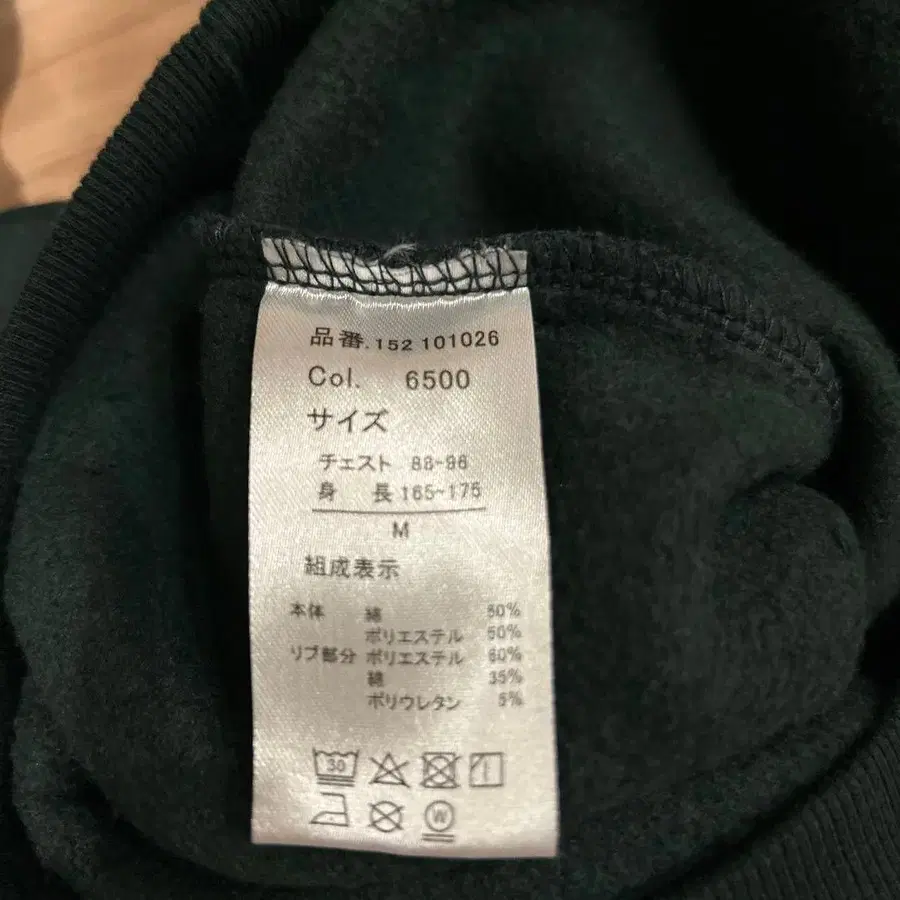 品番.152 101026
Col. 6500
サイズ
チェスト 88-96
身 長 165-175
M
組成表示
本体 綿 50%
ポリエステル 50%
リブ部分 ポリエステル 60%
綿 35%
ポリウレタン 5%
30
W